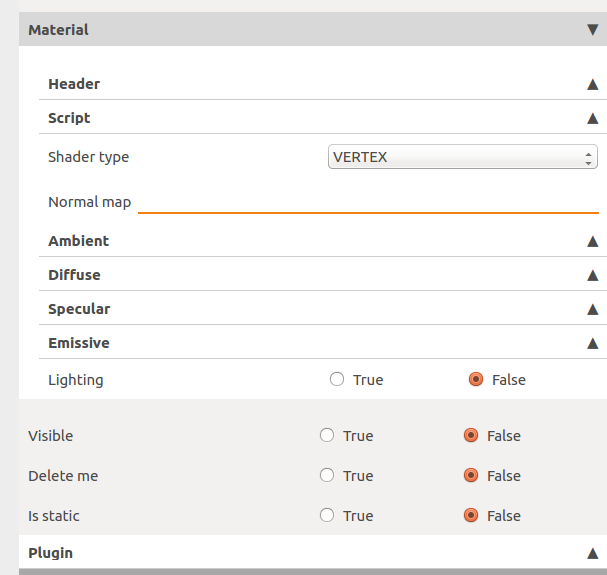 Material
Header
Script
Shader type VERTEX
Normal map
Ambient
Diffuse
Specular
Emissive
Lighting True False
Visible True False
Delete me True False
Is static True False
Plugin